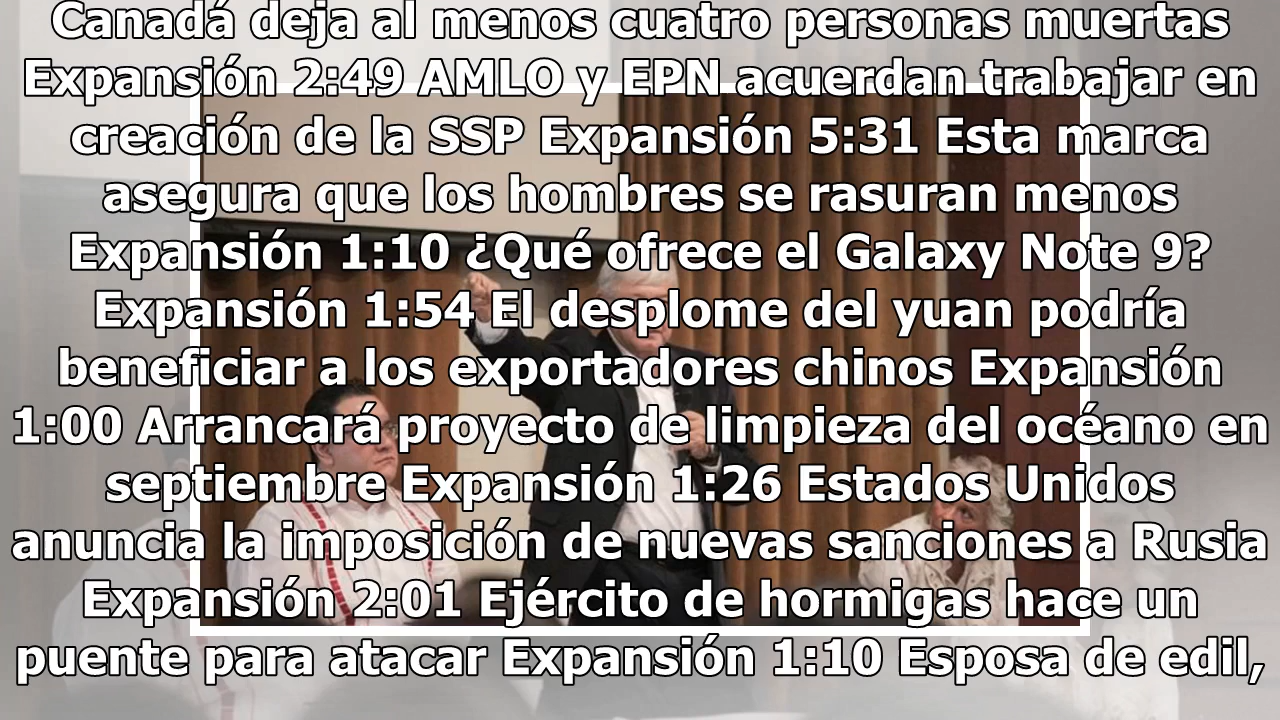 Canadá deja al menos cuatro personas muertas
Expansión 2:49 AMLO y EPN acuerdan trabajar en
creación de la SSP Expansión 5:31 Esta marca
asegura que los hombres se rasuran menos
Expansión 1:10 ¿Qué ofrece el Galaxy Note 9?
Expansión 1:54 El desplome del yuan podría
beneficiar a los exportadores chinos Expansión
1:00 Arrancará proyecto de limpieza del océano en
septiembre Expansión 1:26 Estados Unidos
anuncia la imposición de nuevas sanciones a Rusia
Expansión 2:01 Ejército de hormigas hace un
puente para atacar Expansión 1:10 Esposa de edil,